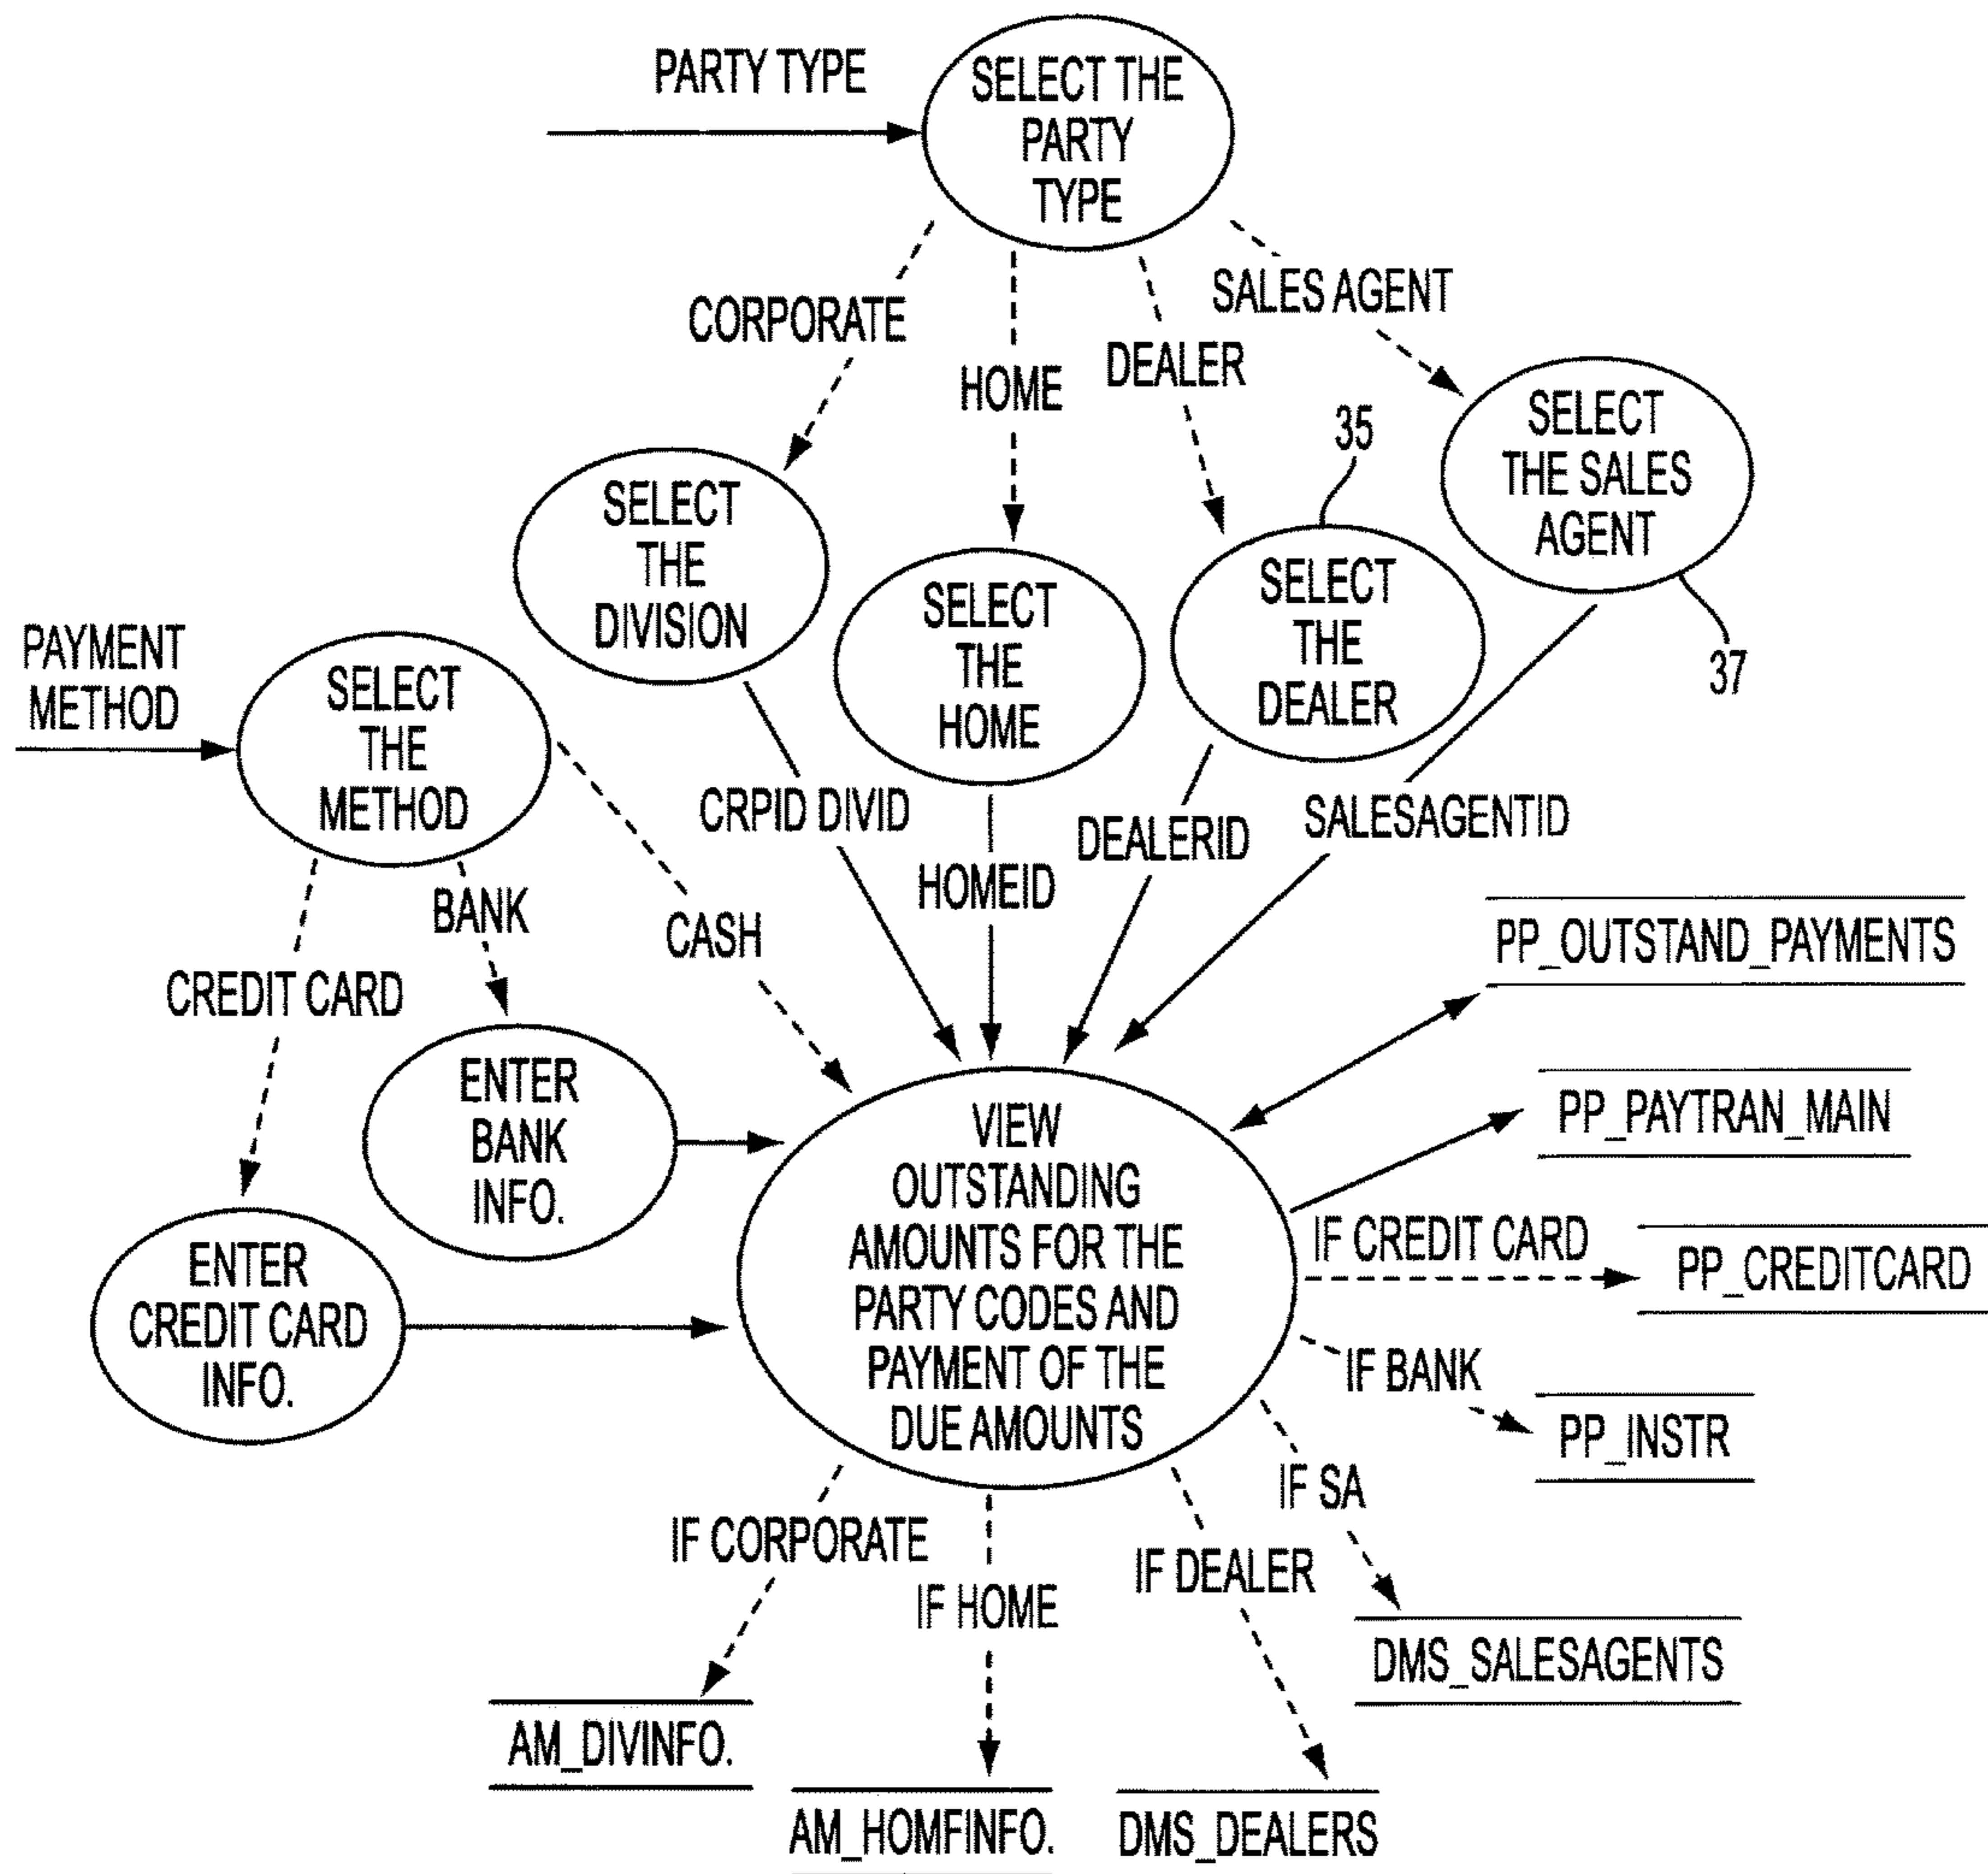 PARTY TYPE
SELECT THE
PARTY
TYPE
CORPORATE
HOME
DEALER
SALES AGENT
35
SELECT
THE SALES
AGENT
37
SELECT
THE
DIVISION
SELECT
THE
HOME
SELECT
THE
DEALER
PAYMENT
METHOD
SELECT
THE
METHOD
CRPID DIVID
HOMEID
DEALERID
SALESAGENTID
BANK
CASH
CREDIT CARD
PP_OUTSTAND_PAYMENTS
ENTER
BANK
INFO.
ENTER
CREDIT CARD
INFO.
VIEW
OUTSTANDING
AMOUNTS FOR THE
PARTY CODES AND
PAYMENT OF THE
DUE AMOUNTS
PP_PAYTRAN_MAIN
IF CREDIT CARD
PP_CREDITCARD
IF BANK
PP_INSTR
IF SA
IF CORPORATE
IF HOME
IF DEALER
DMS_SALESAGENTS
AM_DIVINFO.
AM_HOMFINFO.
DMS_DEALERS